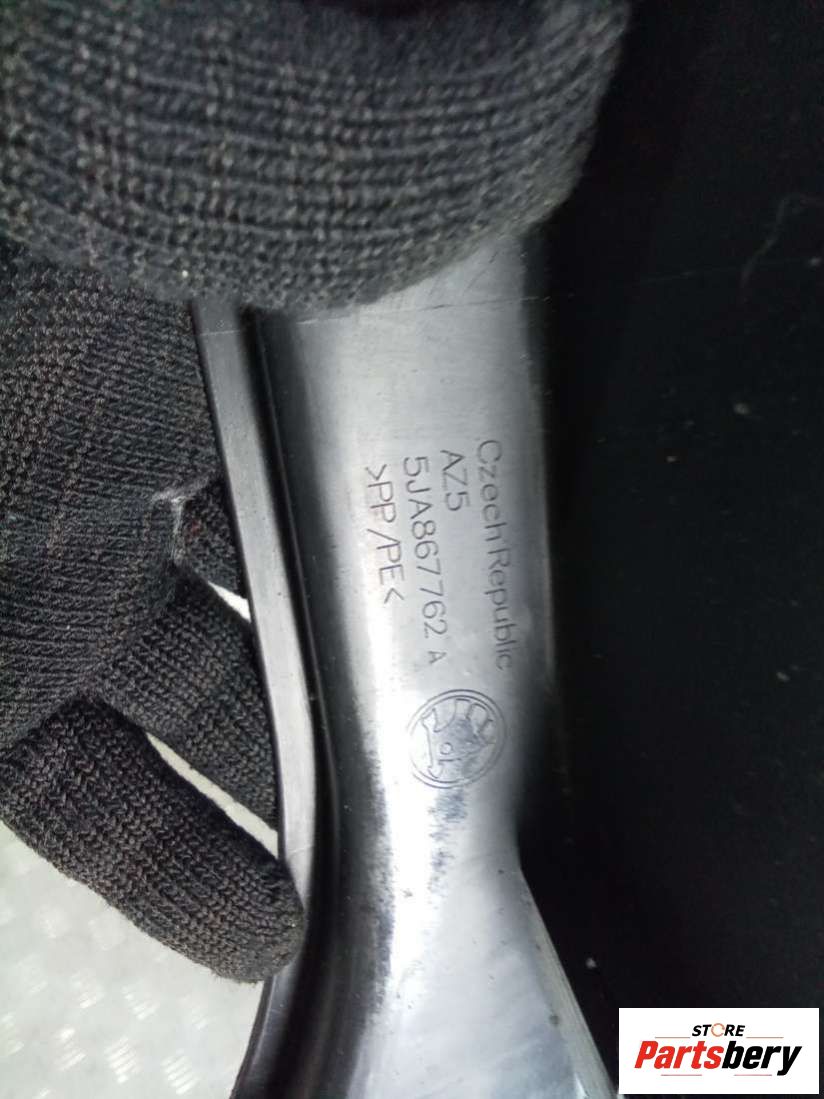 Czech Republic
AZ5
5JA867762 A
>PP/PE<
STORE
Partsbery